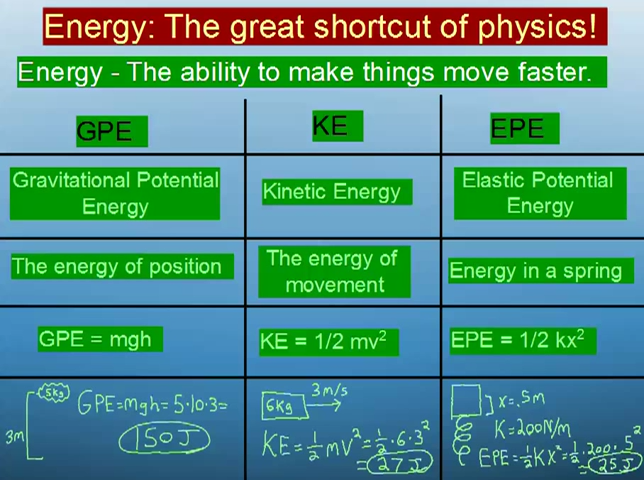 Energy: The great shortcut of physics!
Energy - The ability to make things move faster.
GPE
KE
EPE
Gravitational Potential
Energy
Kinetic Energy
Elastic Potential
Energy
The energy of position
The energy of
movement
Energy in a spring
GPE = mgh
KE = 1/2 mv²
EPE = 1/2 kx²
5kg
3m
GPE=mgh=5·10·3=
150J
6kg
3m/s
KE=½mv²=½·6·3²
=27J
x=.5m
K=200N/m
EPE=½Kx²=½·200·.5²
=25J